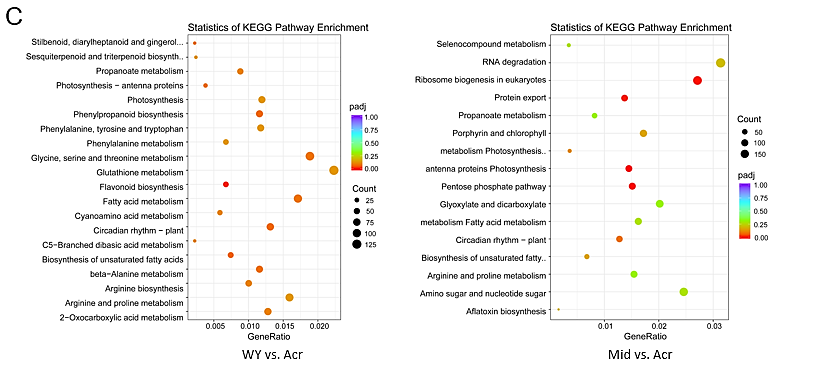 C
Statistics of KEGG Pathway Enrichment
Stilbenoid, diarylheptanoid and gingerol...
Sesquiterpenoid and triterpenoid biosynth..
Propanoate metabolism
Photosynthesis − antenna proteins
Photosynthesis
Phenylpropanoid biosynthesis
Phenylalanine, tyrosine and tryptophan
Phenylalanine metabolism
Glycine, serine and threonine metabolism
Glutathione metabolism
Flavonoid biosynthesis
Fatty acid metabolism
Cyanoamino acid metabolism
Circadian rhythm − plant
C5−Branched dibasic acid metabolism
Biosynthesis of unsaturated fatty acids
beta−Alanine metabolism
Arginine biosynthesis
Arginine and proline metabolism
2−Oxocarboxylic acid metabolism
0.005 0.010 0.015 0.020
GeneRatio
padj
1.00
0.75
0.50
0.25
0.00
Count
25
50
75
100
125
WY vs. Acr
Statistics of KEGG Pathway Enrichment
Selenocompound metabolism
RNA degradation
Ribosome biogenesis in eukaryotes
Protein export
Propanoate metabolism
Porphyrin and chlorophyll
metabolism Photosynthesis..
antenna proteins Photosynthesis
Pentose phosphate pathway
Glyoxylate and dicarboxylate
metabolism Fatty acid metabolism
Circadian rhythm − plant
Biosynthesis of unsaturated fatty..
Arginine and proline metabolism
Amino sugar and nucleotide sugar
Aflatoxin biosynthesis
0.01 0.02 0.03
GeneRatio
Count
50
100
150
padj
1.00
0.75
0.50
0.25
0.00
Mid vs. Acr